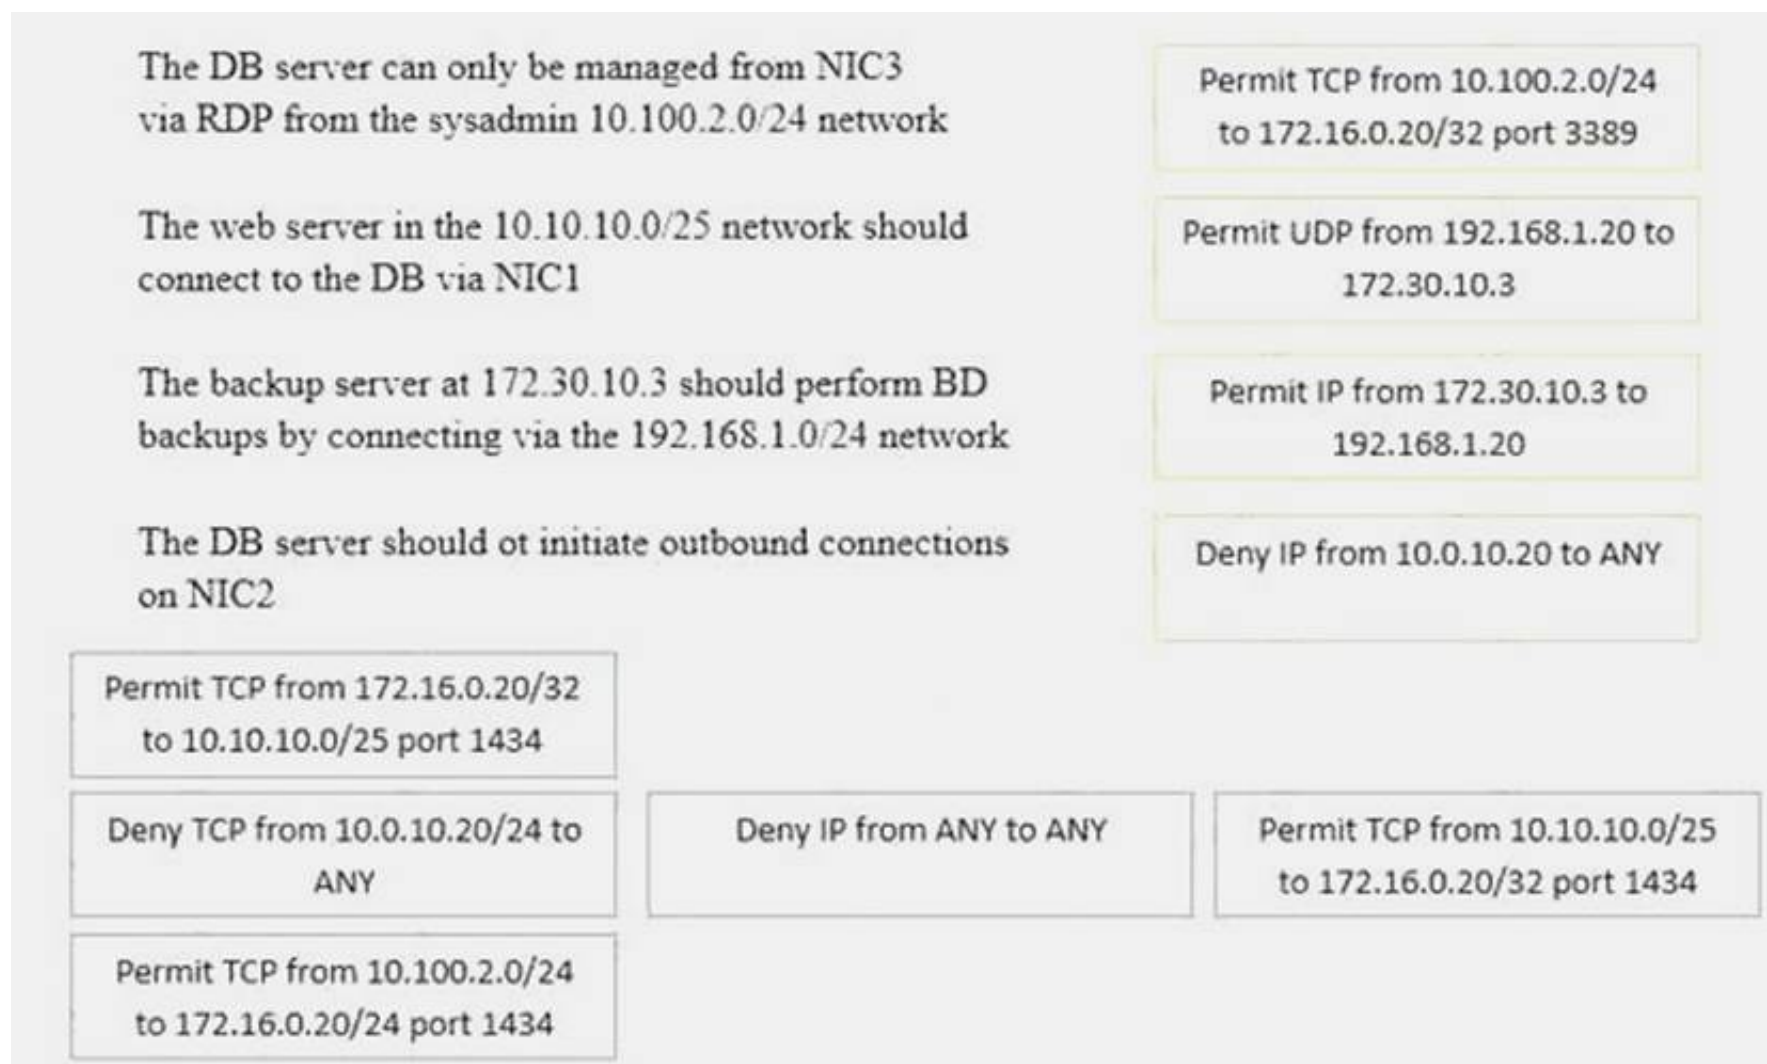 The DB server can only be managed from NIC3
via RDP from the sysadmin 10.100.2.0/24 network
Permit TCP from 10.100.2.0/24
to 172.16.0.20/32 port 3389
The web server in the 10.10.10.0/25 network should
connect to the DB via NIC1
Permit UDP from 192.168.1.20 to
172.30.10.3
The backup server at 172.30.10.3 should perform BD
backups by connecting via the 192.168.1.0/24 network
Permit IP from 172.30.10.3 to
192.168.1.20
The DB server should ot initiate outbound connections
on NIC2
Deny IP from 10.0.10.20 to ANY
Permit TCP from 172.16.0.20/32
to 10.10.10.0/25 port 1434
Deny TCP from 10.0.10.20/24 to
ANY
Deny IP from ANY to ANY
Permit TCP from 10.10.10.0/25
to 172.16.0.20/32 port 1434
Permit TCP from 10.100.2.0/24
to 172.16.0.20/24 port 1434